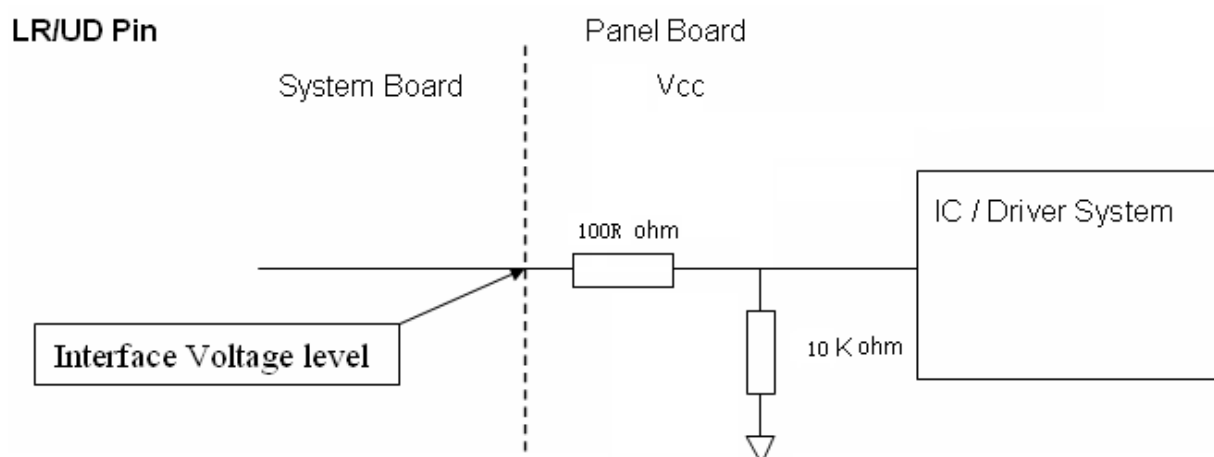 LR/UD Pin
Panel Board
System Board
Vcc
IC / Driver System
100R ohm
Interface Voltage level
10 K ohm